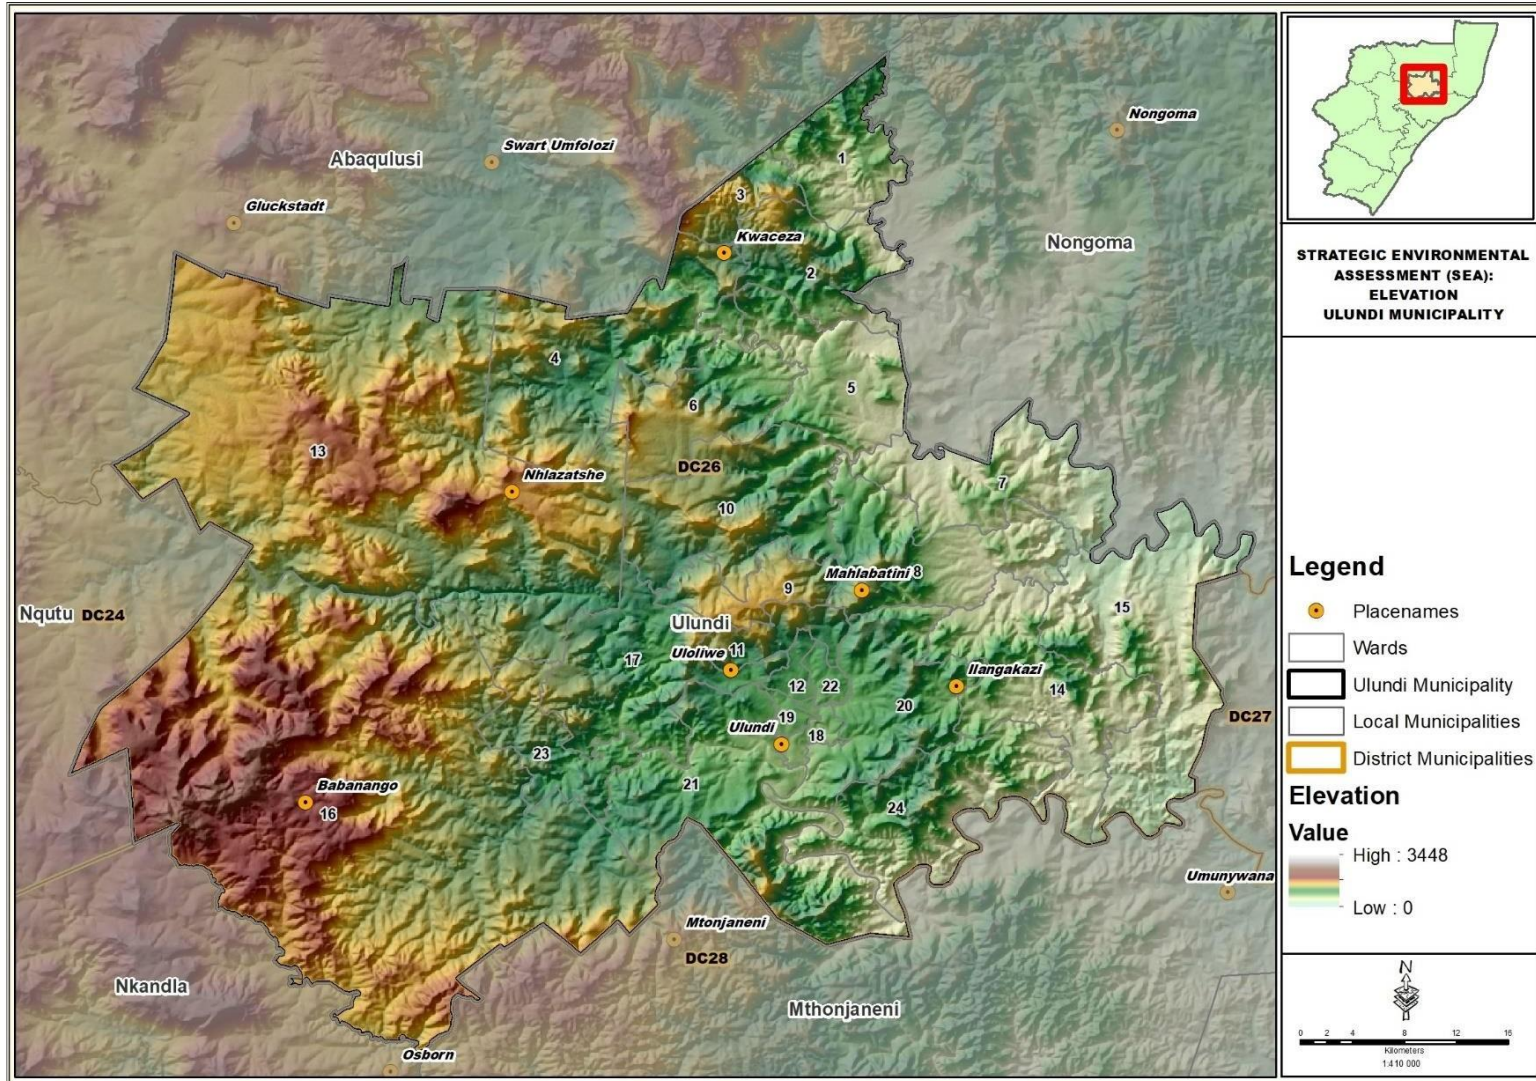 Nongoma
Swart Umfolozi
Abaqulusi
1
3
Gluckstadt
Kwaceza
Nongoma
2
4
5
6
13
DC26
Nhlazatshe
7
10
Mahlabatini
8
9
15
Nqutu
DC24
Ulundi
Uloliwe
11
17
Ilangakazi
12
22
14
20
19
DC27
Ulundi
18
23
21
Babanango
16
24
Umunywana
Mtonjaneni
DC28
Nkandla
Mthonjaneni
Osborn
STRATEGIC ENVIRONMENTAL
ASSESSMENT (SEA):
ELEVATION
ULUNDI MUNICIPALITY
Legend
Placenames
Wards
Ulundi Municipality
Local Municipalities
District Municipalities
Elevation
Value
High : 3448
Low : 0
N
0 2 4 8 12 16
Kilometers
1:410 000